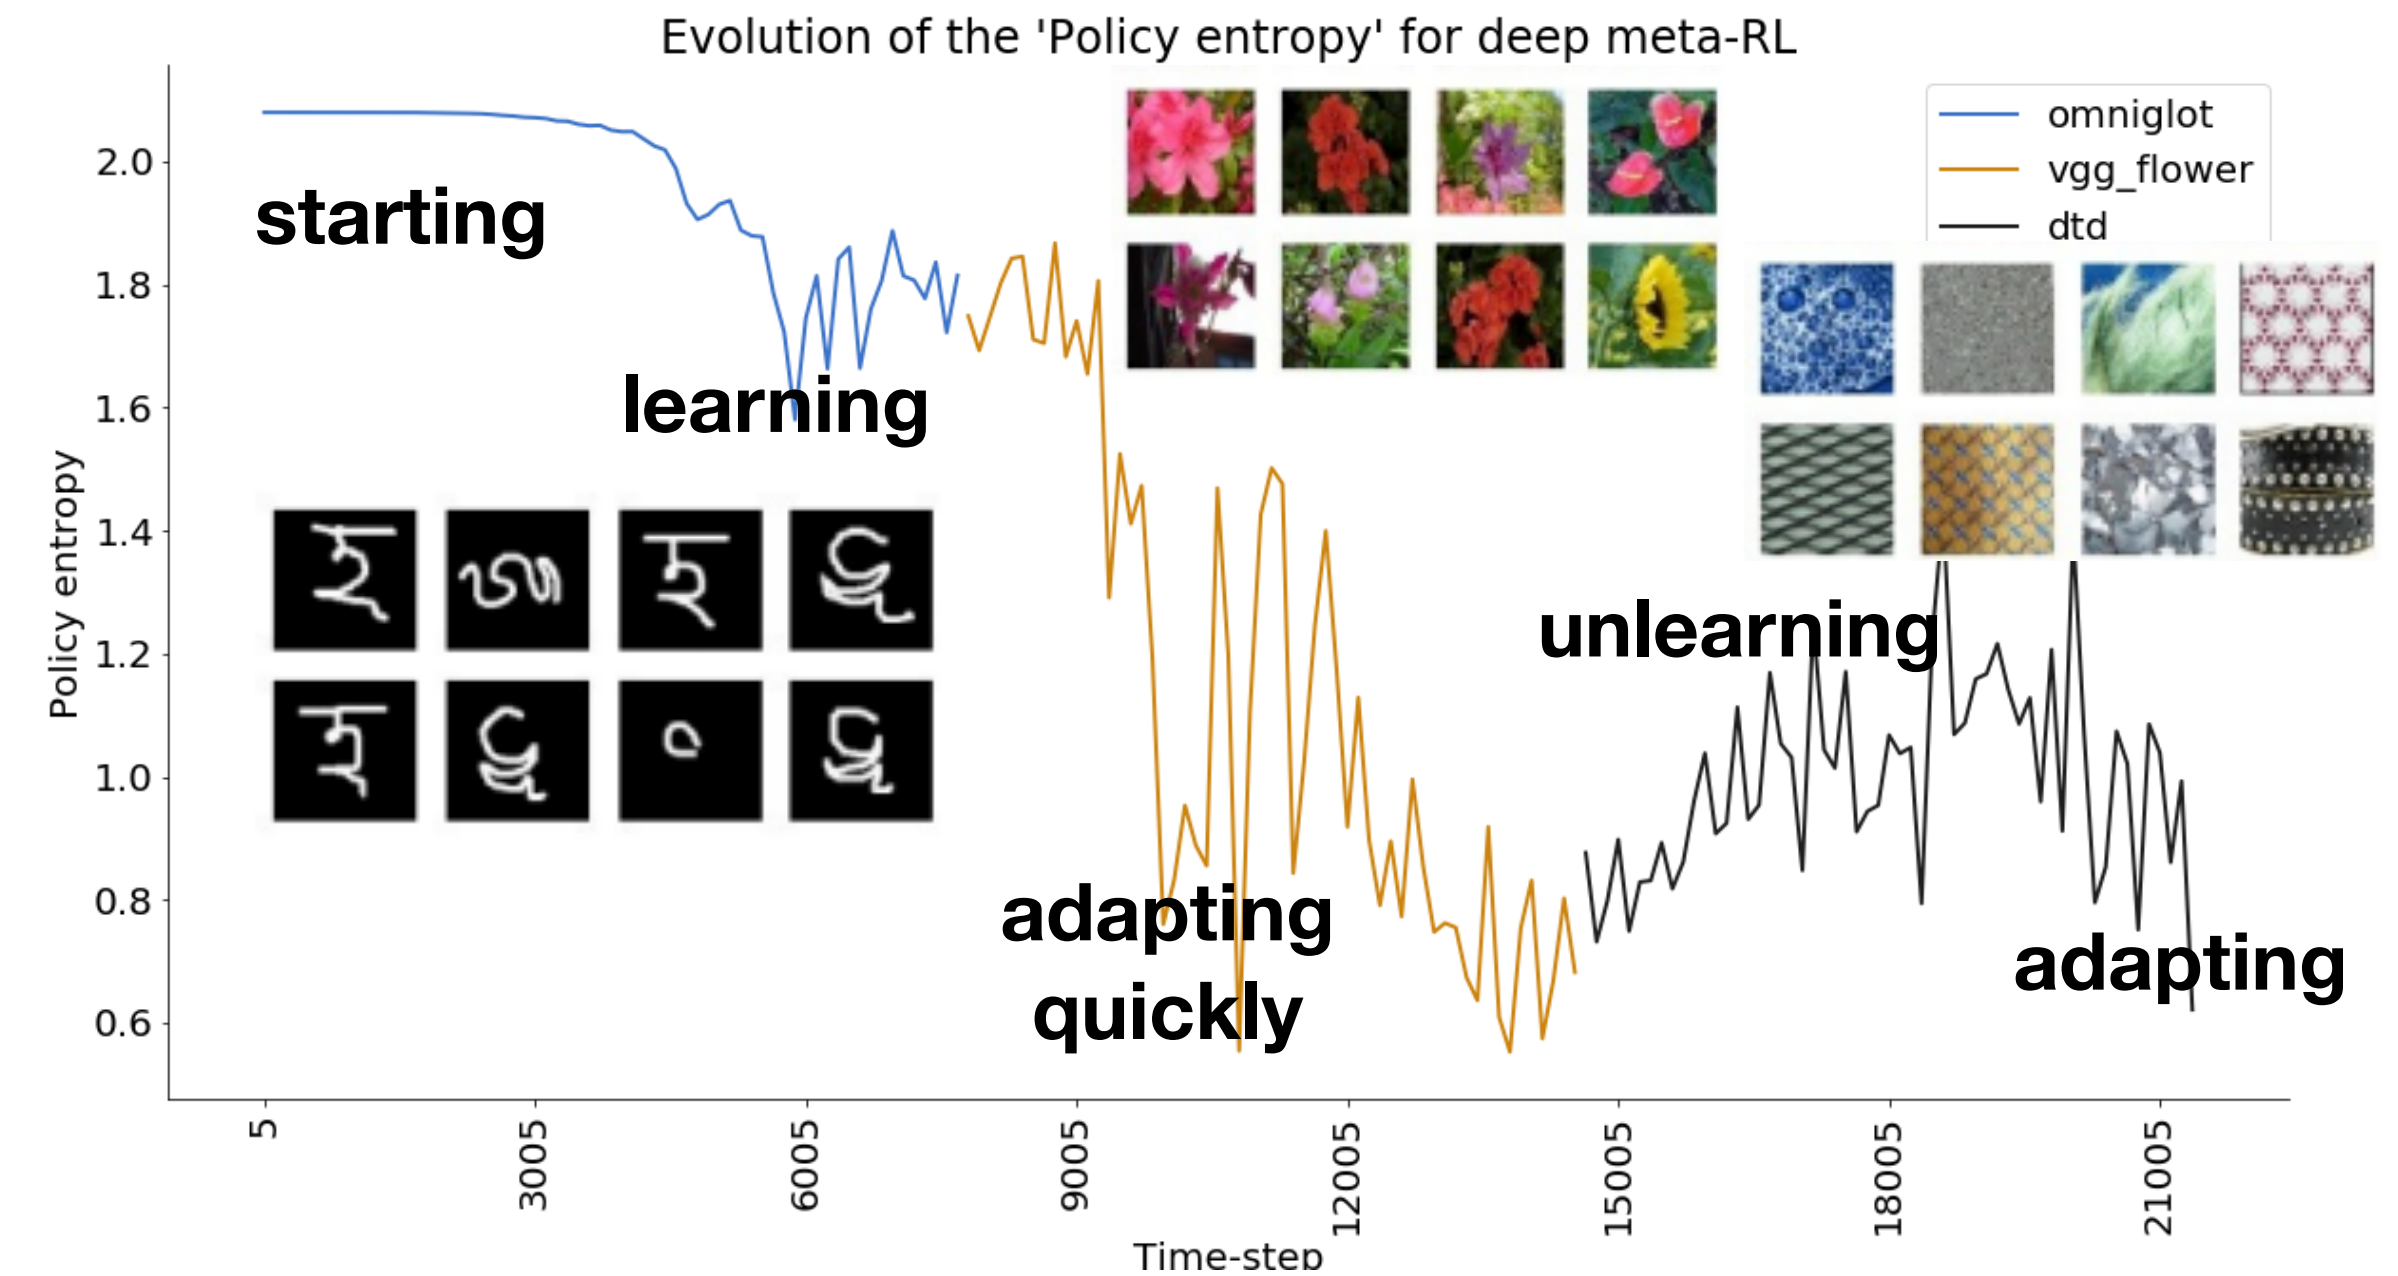 Evolution of the 'Policy entropy' for deep meta-RL
omniglot
vgg_flower
dtd
starting
learning
unlearning
adapting
quickly
adapting
Policy entropy
2.0
1.8
1.6
1.4
1.2
1.0
0.8
0.6
5
3005
6005
9005
12005
15005
18005
21005
Time-step